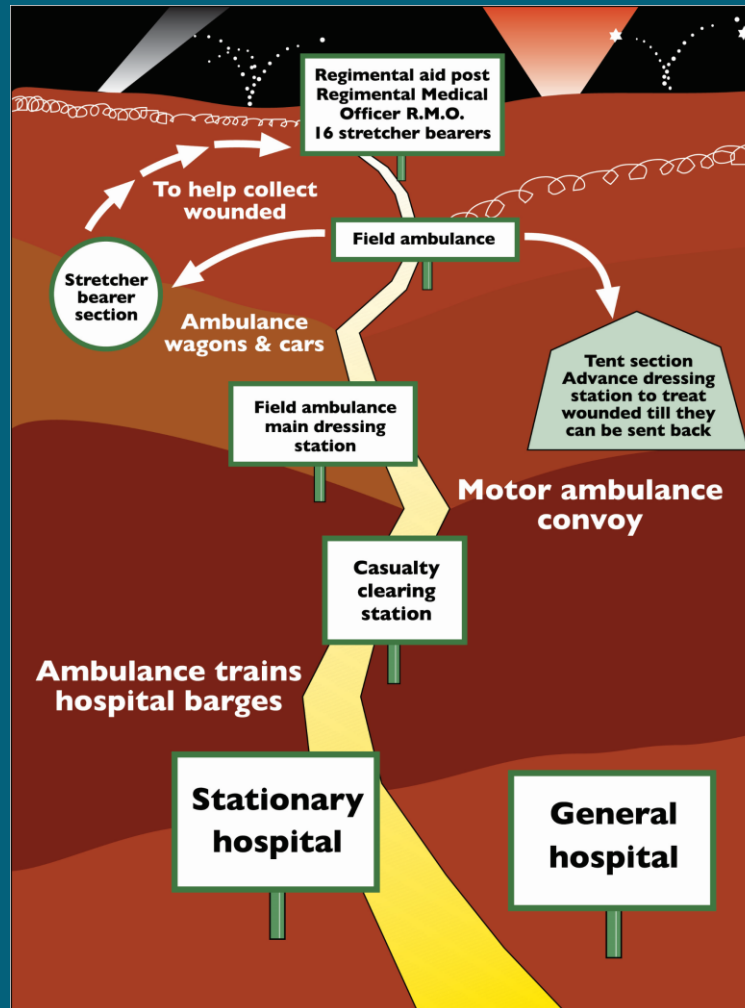 Regimental aid post
Regimental Medical
Officer R.M.O.
16 stretcher bearers
To help collect
wounded
Field ambulance
Stretcher
bearer
section
Ambulance
wagons & cars
Tent section
Advance dressing
station to treat
wounded till they
can be sent back
Field ambulance
main dressing
station
Motor ambulance
convoy
Casualty
clearing
station
Ambulance trains
hospital barges
Stationary
hospital
General
hospital